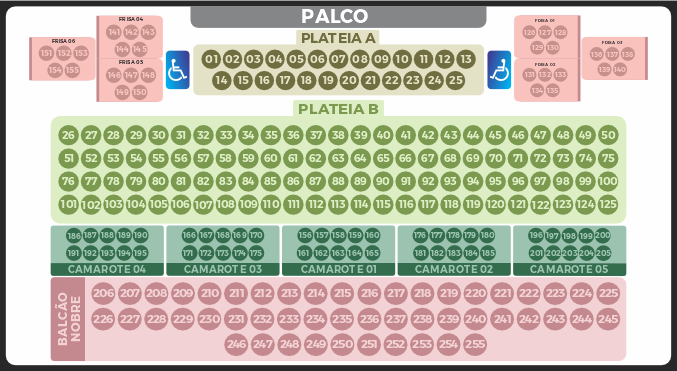 PALCO
PLATEIA A
01 02 03 04 05 06 07 08 09 10 11 12 13
14 15 16 17 18 19 20 21 22 23 24 25
FRISA 06
151 152 153
154 155
FRISA 04
141 142 143
144 145
FRISA 05
146 147 148
149 150
FRISA 01
126 127 128
129 130
FRISA 02
131 132 133
134 135
FRISA 03
136 137 138
139 140
PLATEIA B
26 27 28 29 30 31 32 33 34 35 36 37 38 39 40 41 42 43 44 45 46 47 48 49 50
51 52 53 54 55 56 57 58 59 60 61 62 63 64 65 66 67 68 69 70 71 72 73 74 75
76 77 78 79 80 81 82 83 84 85 86 87 88 89 90 91 92 93 94 95 96 97 98 99 100
101 102 103 104 105 106 107 108 109 110 111 112 113 114 115 116 117 118 119 120 121 122 123 124 125
186 187 188 189 190
191 192 193 194 195
CAMAROTE 04
166 167 168 169 170
171 172 173 174 175
CAMAROTE 03
156 157 158 159 160
161 162 163 164 165
CAMAROTE 01
176 177 178 179 180
181 182 183 184 185
CAMAROTE 02
196 197 198 199 200
201 202 203 204 205
CAMAROTE 05
BALCÃO
NOBRE
206 207 208 209 210 211 212 213 214 215 216 217 218 219 220 221 222 223 224 225
226 227 228 229 230 231 232 233 234 235 236 237 238 239 240 241 242 243 244 245
246 247 248 249 250 251 252 253 254 255